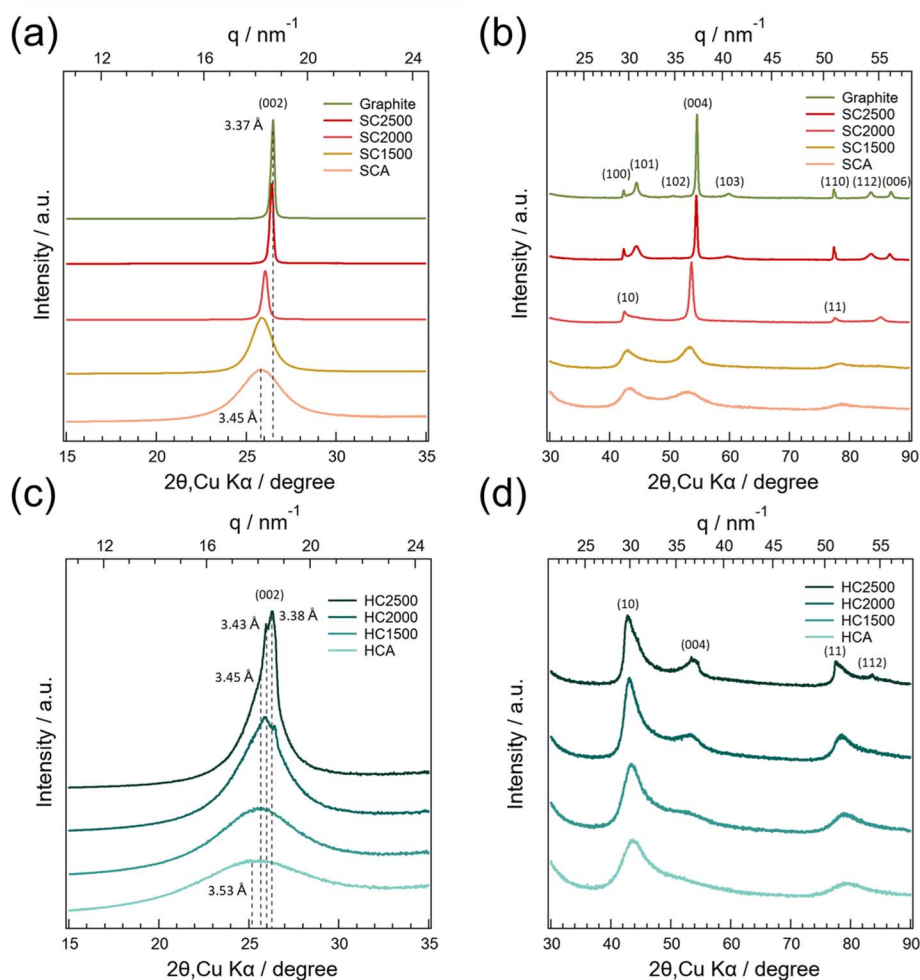 (a)
q / nm⁻¹
12 14 16 18 20 22 24
(002)
3.37 Å
Graphite
SC2500
SC2000
SC1500
SCA
3.45 Å
Intensity / a.u.
15 20 25 30 35
2θ,Cu Kα / degree
(b)
q / nm⁻¹
25 30 35 40 45 50 55
(004)
Graphite
SC2500
SC2000
SC1500
SCA
(100) (101) (102) (103) (110) (112) (006)
(10) (11)
Intensity / a.u.
30 40 50 60 70 80 90
2θ,Cu Kα / degree
(c)
q / nm⁻¹
12 14 16 18 20 22 24
(002)
HC2500
HC2000
HC1500
HCA
3.43 Å 3.38 Å
3.45 Å
3.53 Å
Intensity / a.u.
15 20 25 30 35
2θ,Cu Kα / degree
(d)
q / nm⁻¹
25 30 35 40 45 50 55
HC2500
HC2000
HC1500
HCA
(10) (004) (11) (112)
Intensity / a.u.
30 40 50 60 70 80 90
2θ,Cu Kα / degree